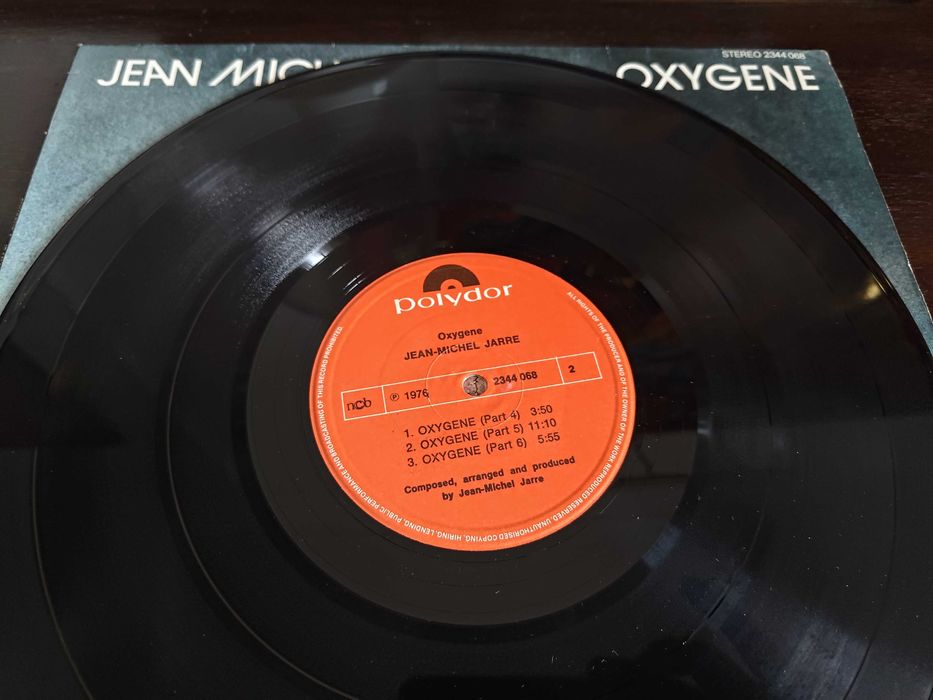 STEREO 2344 068
JEAN MICH
OXYGENE
polydor
Oxygene
JEAN-MICHEL JARRE
ncb ℗ 1976 2344 068 2
1. OXYGENE (Part 4) 3:50
2. OXYGENE (Part 5) 11:10
3. OXYGENE (Part 6) 5:55
Composed, arranged and produced
by Jean-Michel Jarre
ALL RIGHTS OF THE PRODUCER AND OF THE OWNER OF THE WORK REPRODUCED RESERVED. UNAUTHORISED COPYING, HIRING, LENDING, PUBLIC PERFORMANCE AND BROADCASTING OF THIS RECORD PROHIBITED.